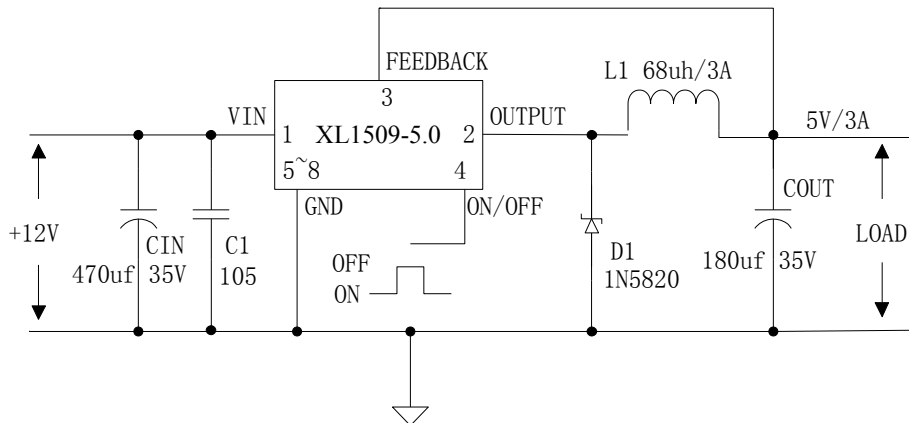 FEEDBACK
L1 68uh/3A
3
VIN
OUTPUT
5V/3A
1
XL1509-5.0
2
5~8
4
GND
ON/OFF
COUT
+12V
CIN
C1
OFF
D1
LOAD
470uf 35V
105
ON
1N5820
180uf 35V